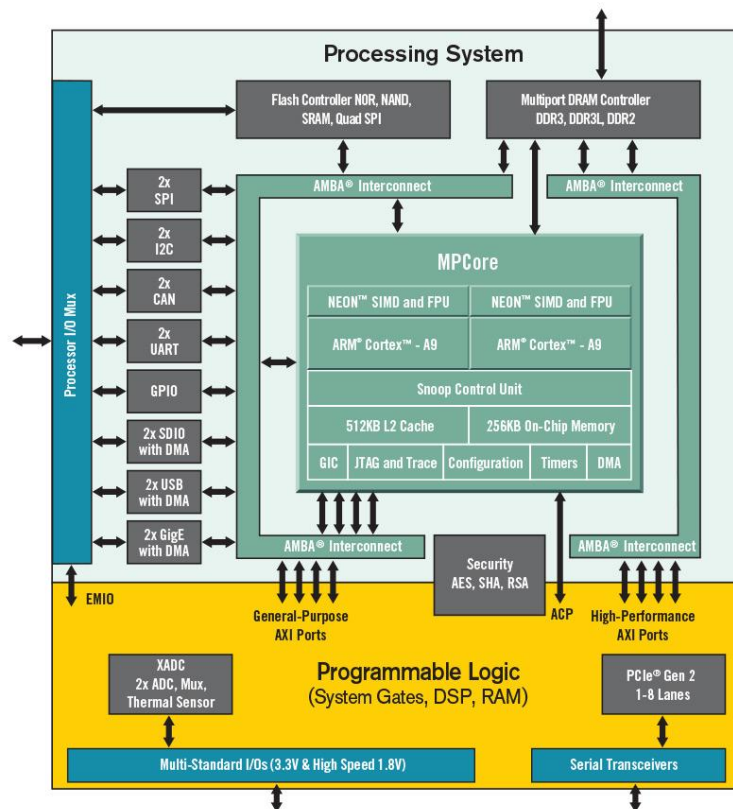 Processing System
Processor I/O Mux
Flash Controller NOR, NAND,
SRAM, Quad SPI
Multiport DRAM Controller
DDR3, DDR3L, DDR2
2x
SPI
2x
I2C
2x
CAN
2x
UART
GPIO
2x SDIO
with DMA
2x USB
with DMA
2x GigE
with DMA
AMBA® Interconnect
AMBA® Interconnect
MPCore
NEON™ SIMD and FPU
NEON™ SIMD and FPU
ARM® Cortex™ - A9
ARM® Cortex™ - A9
Snoop Control Unit
512KB L2 Cache
256KB On-Chip Memory
GIC
JTAG and Trace
Configuration
Timers
DMA
AMBA® Interconnect
AMBA® Interconnect
Security
AES, SHA, RSA
EMIO
General-Purpose
AXI Ports
ACP
High-Performance
AXI Ports
Programmable Logic
(System Gates, DSP, RAM)
XADC
2x ADC, Mux,
Thermal Sensor
PCIe® Gen 2
1-8 Lanes
Multi-Standard I/Os (3.3V & High Speed 1.8V)
Serial Transceivers